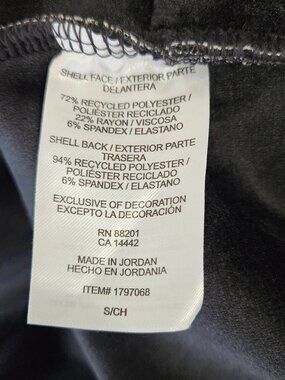 SHELL FACE / EXTERIOR PARTE
DELANTERA
72% RECYCLED POLYESTER /
POLIÉSTER RECICLADO
22% RAYON / VISCOSA
6% SPANDEX / ELASTANO
SHELL BACK / EXTERIOR PARTE
TRASERA
94% RECYCLED POLYESTER /
POLIÉSTER RECICLADO
6% SPANDEX / ELASTANO
EXCLUSIVE OF DECORATION
EXCEPTO LA DECORACIÓN
RN 88201
CA 14442
MADE IN JORDAN
HECHO EN JORDANIA
ITEM# 1797068
S/CH